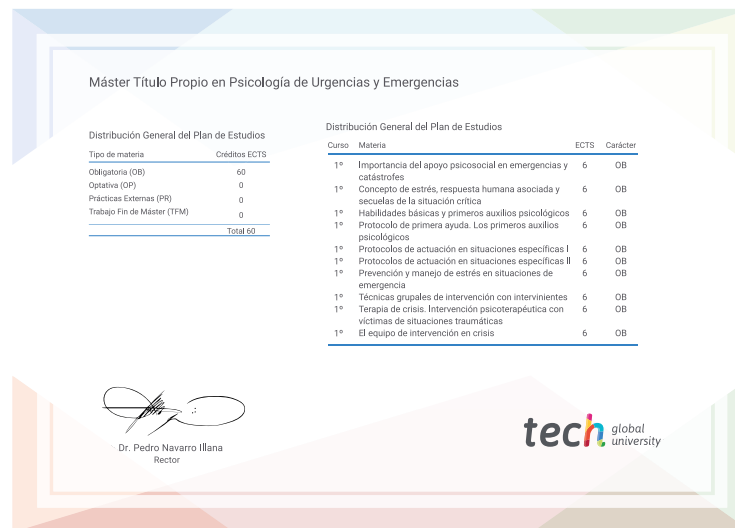 Máster Título Propio en Psicología de Urgencias y Emergencias
Distribución General del Plan de Estudios
Tipo de materia Créditos ECTS
Obligatoria (OB) 60
Optativa (OP) 0
Prácticas Externas (PR) 0
Trabajo Fin de Máster (TFM) 0
Total 60
Distribución General del Plan de Estudios
Curso Materia ECTS Carácter
1º Importancia del apoyo psicosocial en emergencias y 6 OB
catástrofes
1º Concepto de estrés, respuesta humana asociada y 6 OB
secuelas de la situación crítica
1º Habilidades básicas y primeros auxilios psicológicos 6 OB
1º Protocolo de primera ayuda. Los primeros auxilios 6 OB
psicológicos
1º Protocolos de actuación en situaciones específicas I 6 OB
1º Protocolos de actuación en situaciones específicas II 6 OB
1º Prevención y manejo de estrés en situaciones de 6 OB
emergencia
1º Técnicas grupales de intervención con intervinientes 6 OB
1º Terapia de crisis. Intervención psicoterapéutica con 6 OB
víctimas de situaciones traumáticas
1º El equipo de intervención en crisis 6 OB
Dr. Pedro Navarro Illana
Rector
tech global
university